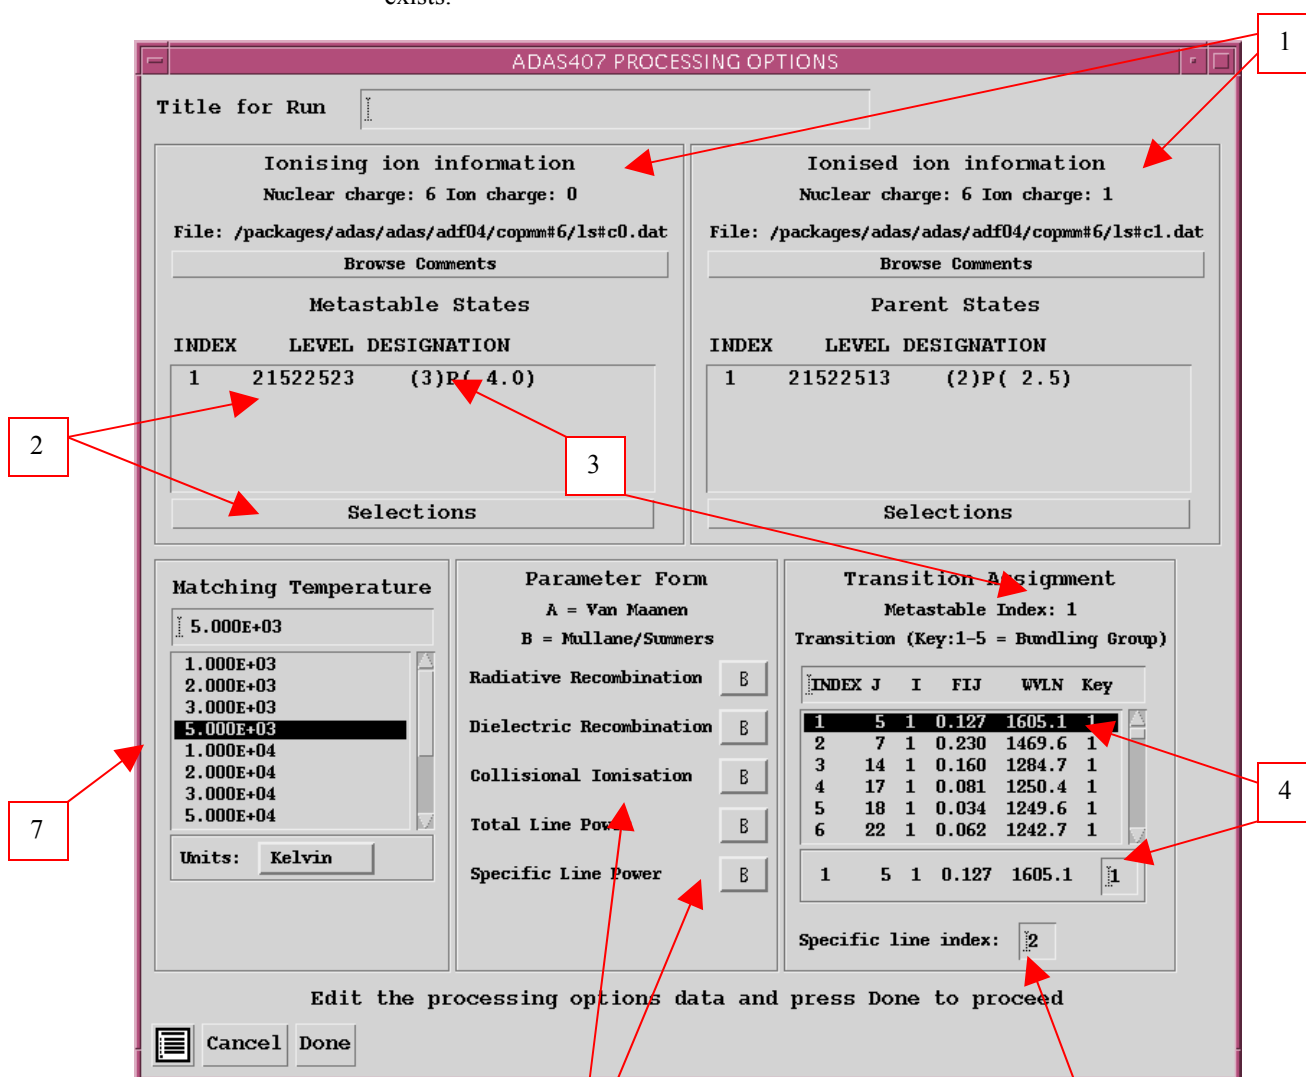 exists.
1
ADAS407 PROCESSING OPTIONS
Title for Run
Ionising ion information
Nuclear charge: 6 Ion charge: 0
File: /packages/adas/adas/adf04/copmm#6/ls#c0.dat
Browse Comments
Metastable States
INDEX LEVEL DESIGNATION
1 21522523 (3)P( 4.0)
Selections
Ionised ion information
Nuclear charge: 6 Ion charge: 1
File: /packages/adas/adas/adf04/copmm#6/ls#c1.dat
Browse Comments
Parent States
INDEX LEVEL DESIGNATION
1 21522513 (2)P( 2.5)
Selections
2
3
Matching Temperature
5.000E+03
1.000E+03
2.000E+03
3.000E+03
5.000E+03
1.000E+04
2.000E+04
3.000E+04
5.000E+04
Units: Kelvin
7
Parameter Form
A = Van Maanen
B = Mullane/Summers
Radiative Recombination B
Dielectric Recombination B
Collisional Ionisation B
Total Line Power B
Specific Line Power B
Transition Assignment
Metastable Index: 1
Transition (Key:1-5 = Bundling Group)
INDEX J I FIJ WVLN Key
1 5 1 0.127 1605.1 1
2 7 1 0.230 1469.6 1
3 14 1 0.160 1284.7 1
4 17 1 0.081 1250.4 1
5 18 1 0.034 1249.6 1
6 22 1 0.062 1242.7 1
1 5 1 0.127 1605.1 1
Specific line index: 2
4
Edit the processing options data and press Done to proceed
Cancel Done